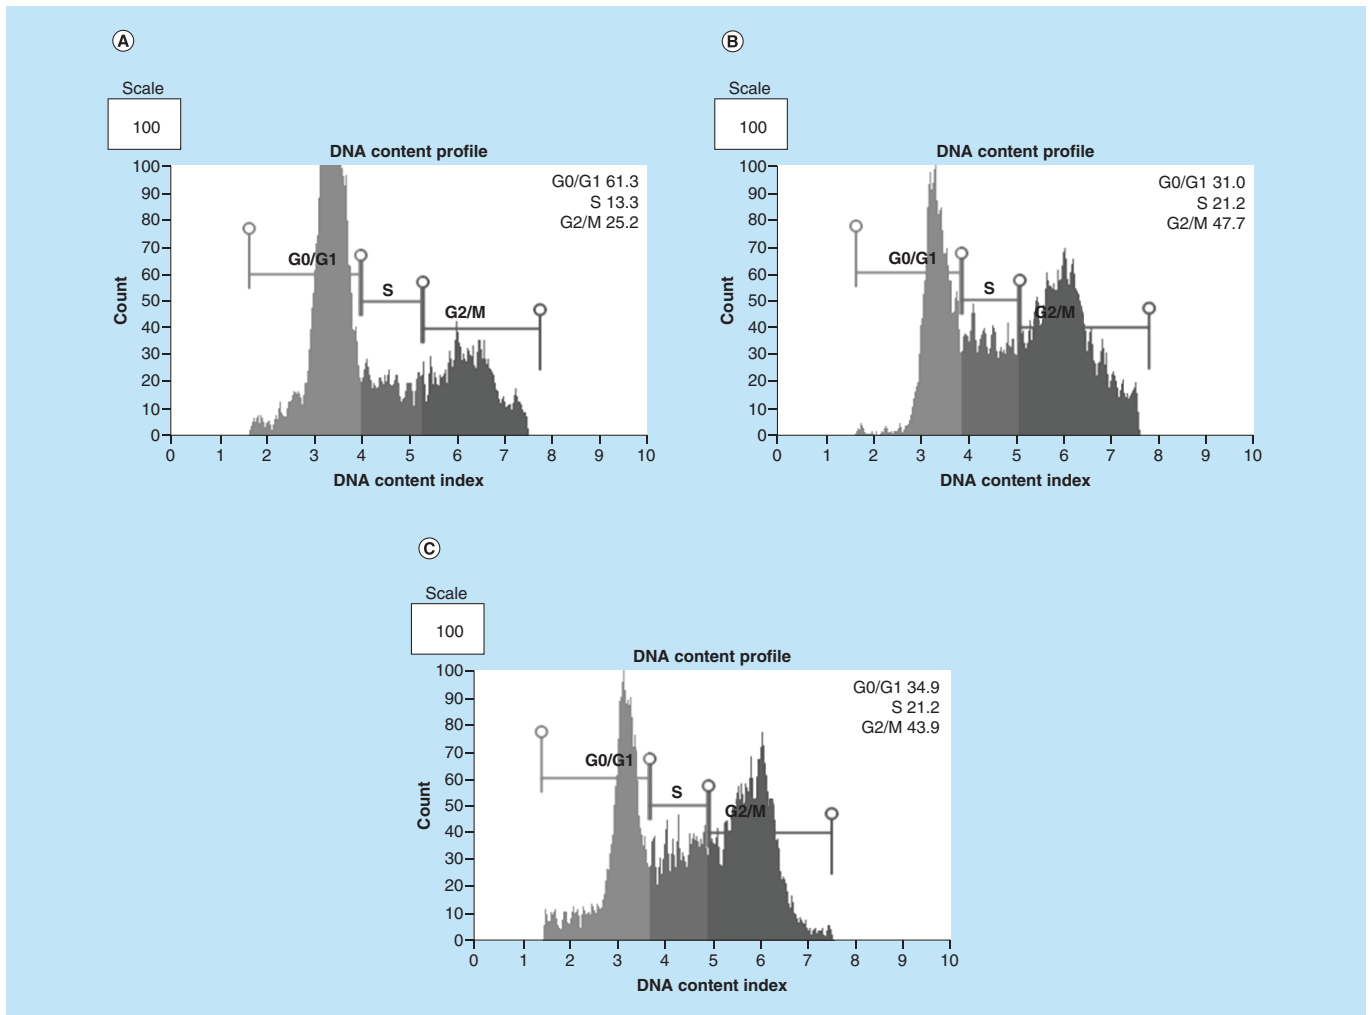 A
Scale
100
DNA content profile
G0/G1 61.3
S 13.3
G2/M 25.2
100
90
80
70
60
50
40
30
20
10
0
Count
G0/G1
S
G2/M
0 1 2 3 4 5 6 7 8 9 10
DNA content index
B
Scale
100
DNA content profile
G0/G1 31.0
S 21.2
G2/M 47.7
100
90
80
70
60
50
40
30
20
10
0
Count
G0/G1
S
G2/M
0 1 2 3 4 5 6 7 8 9 10
DNA content index
C
Scale
100
DNA content profile
G0/G1 34.9
S 21.2
G2/M 43.9
100
90
80
70
60
50
40
30
20
10
0
Count
G0/G1
S
G2/M
0 1 2 3 4 5 6 7 8 9 10
DNA content index